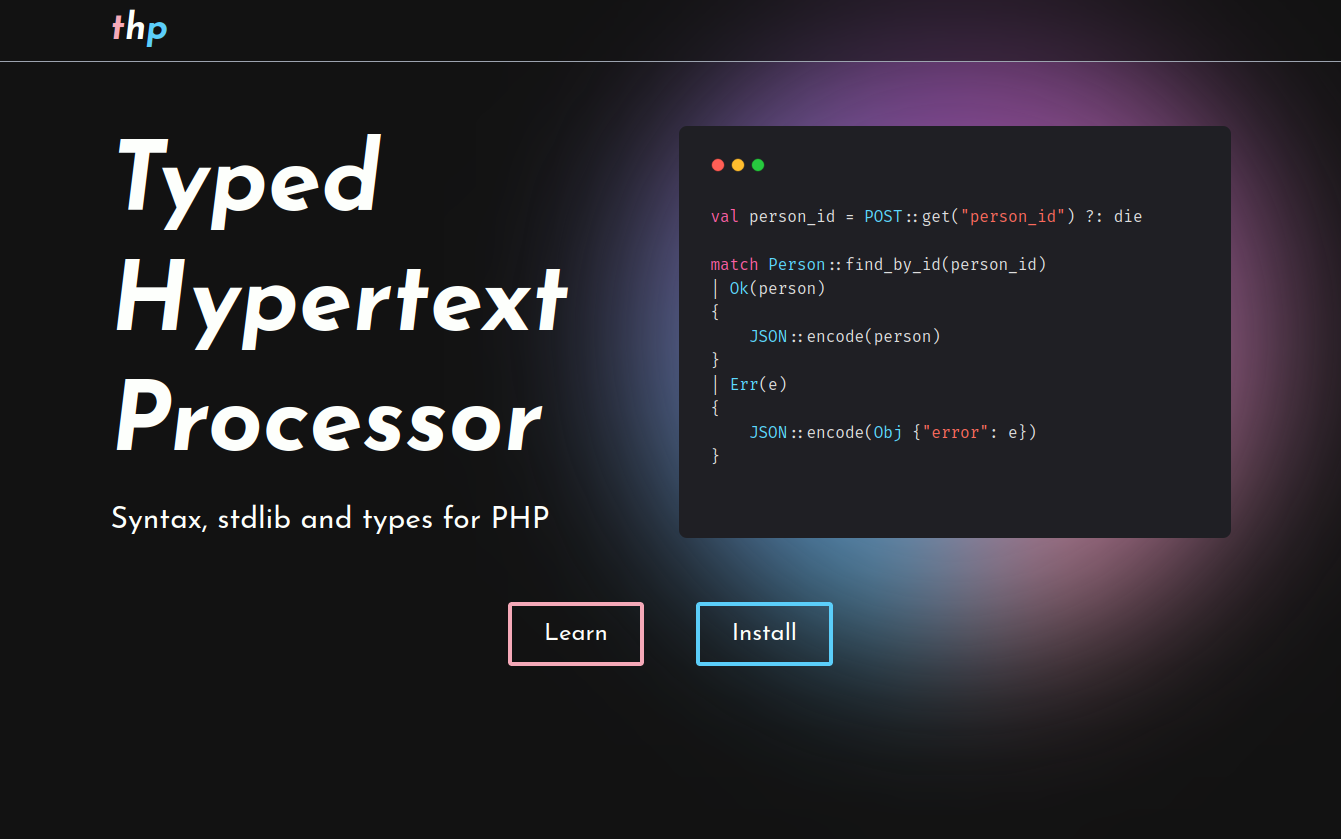 thp
Typed
Hypertext
Processor
Syntax, stdlib and types for PHP
val person_id = POST::get("person_id") ?: die
match Person::find_by_id(person_id)
| Ok(person)
{
    JSON::encode(person)
}
| Err(e)
{
    JSON::encode(Obj {"error": e})
}
Learn
Install